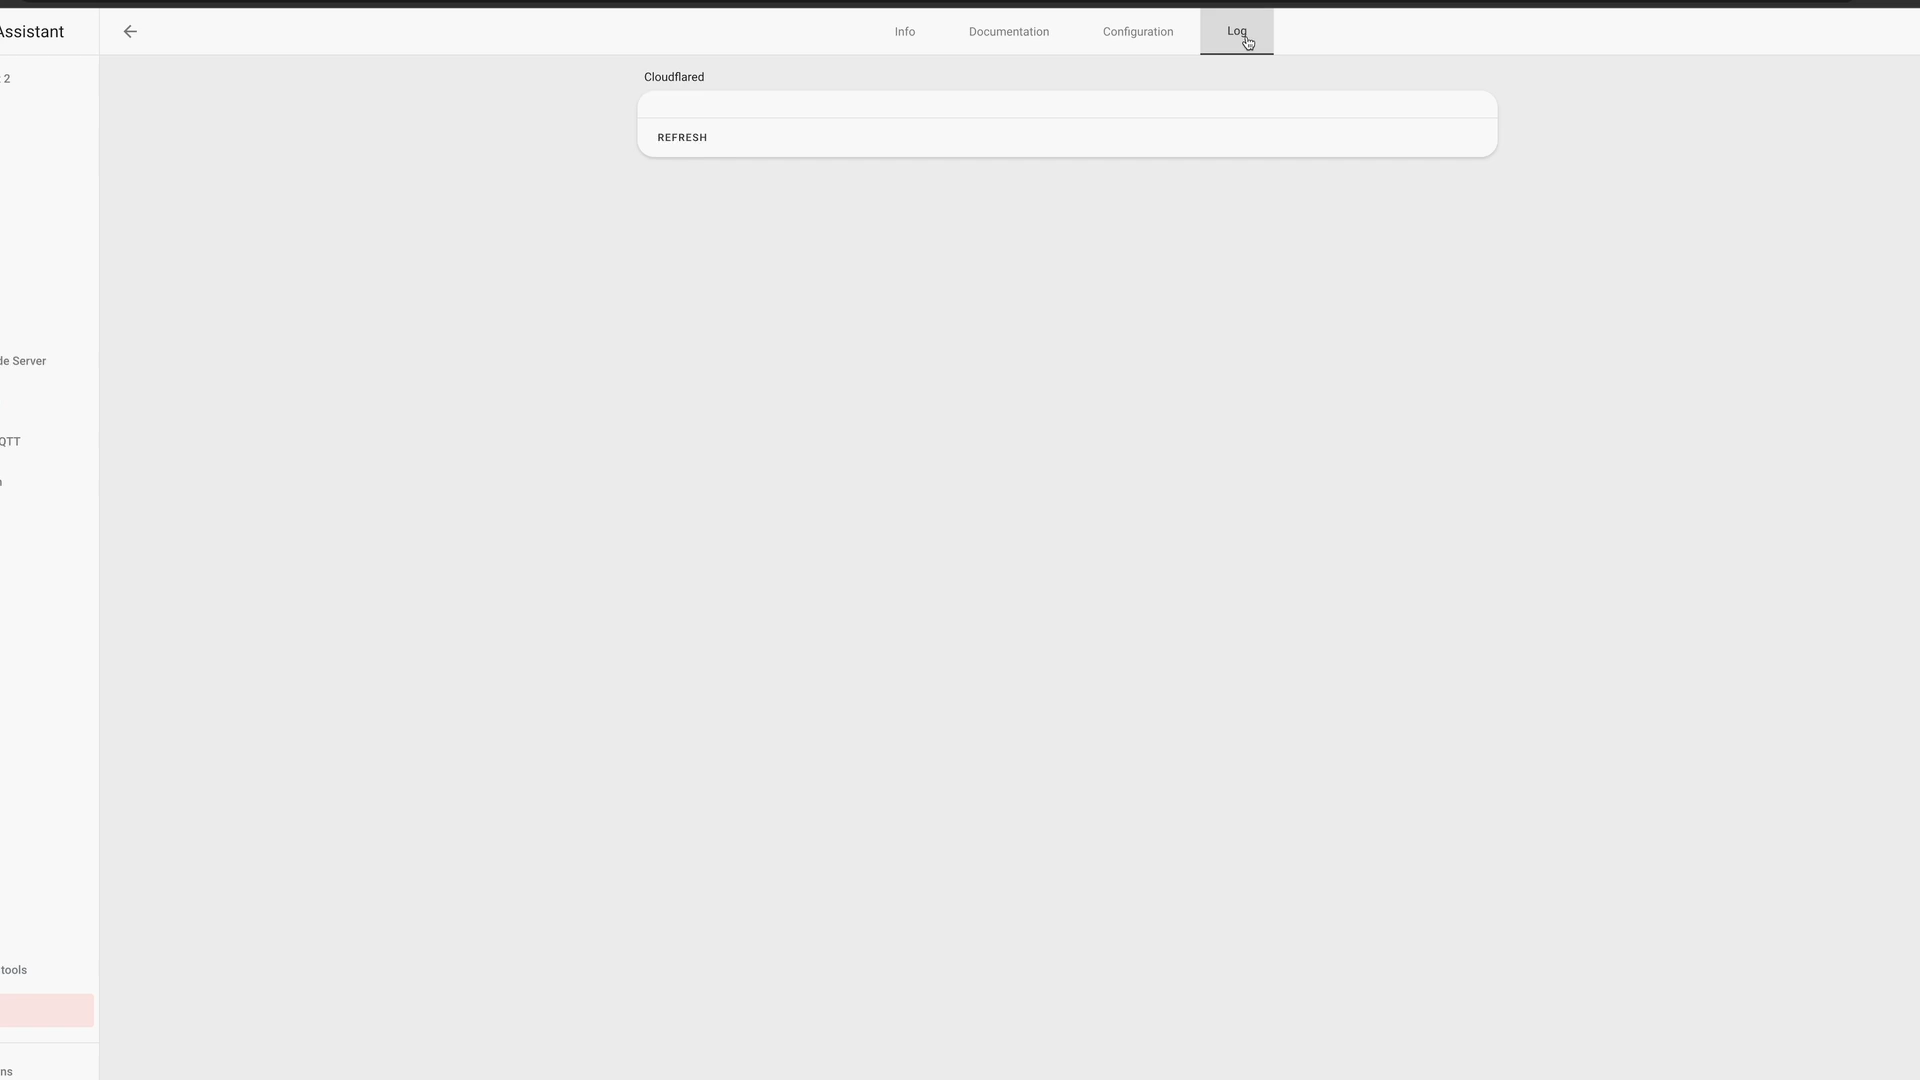 Assistant
Info
Documentation
Configuration
Log
2
Cloudflared
REFRESH
de Server
QTT
n
tools
ns